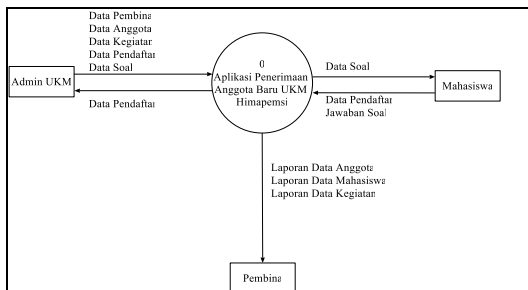 Data Pembina
Data Anggota
Data Kegiatan
Data Pendaftar
Data Soal
Admin UKM
Data Pendaftar
0
Aplikasi Penerimaan
Anggota Baru UKM
Himapemsi
Data Soal
Mahasiswa
Data Pendaftar
Jawaban Soal
Laporan Data Anggota
Laporan Data Mahasiswa
Laporan Data Kegiatan
Pembina